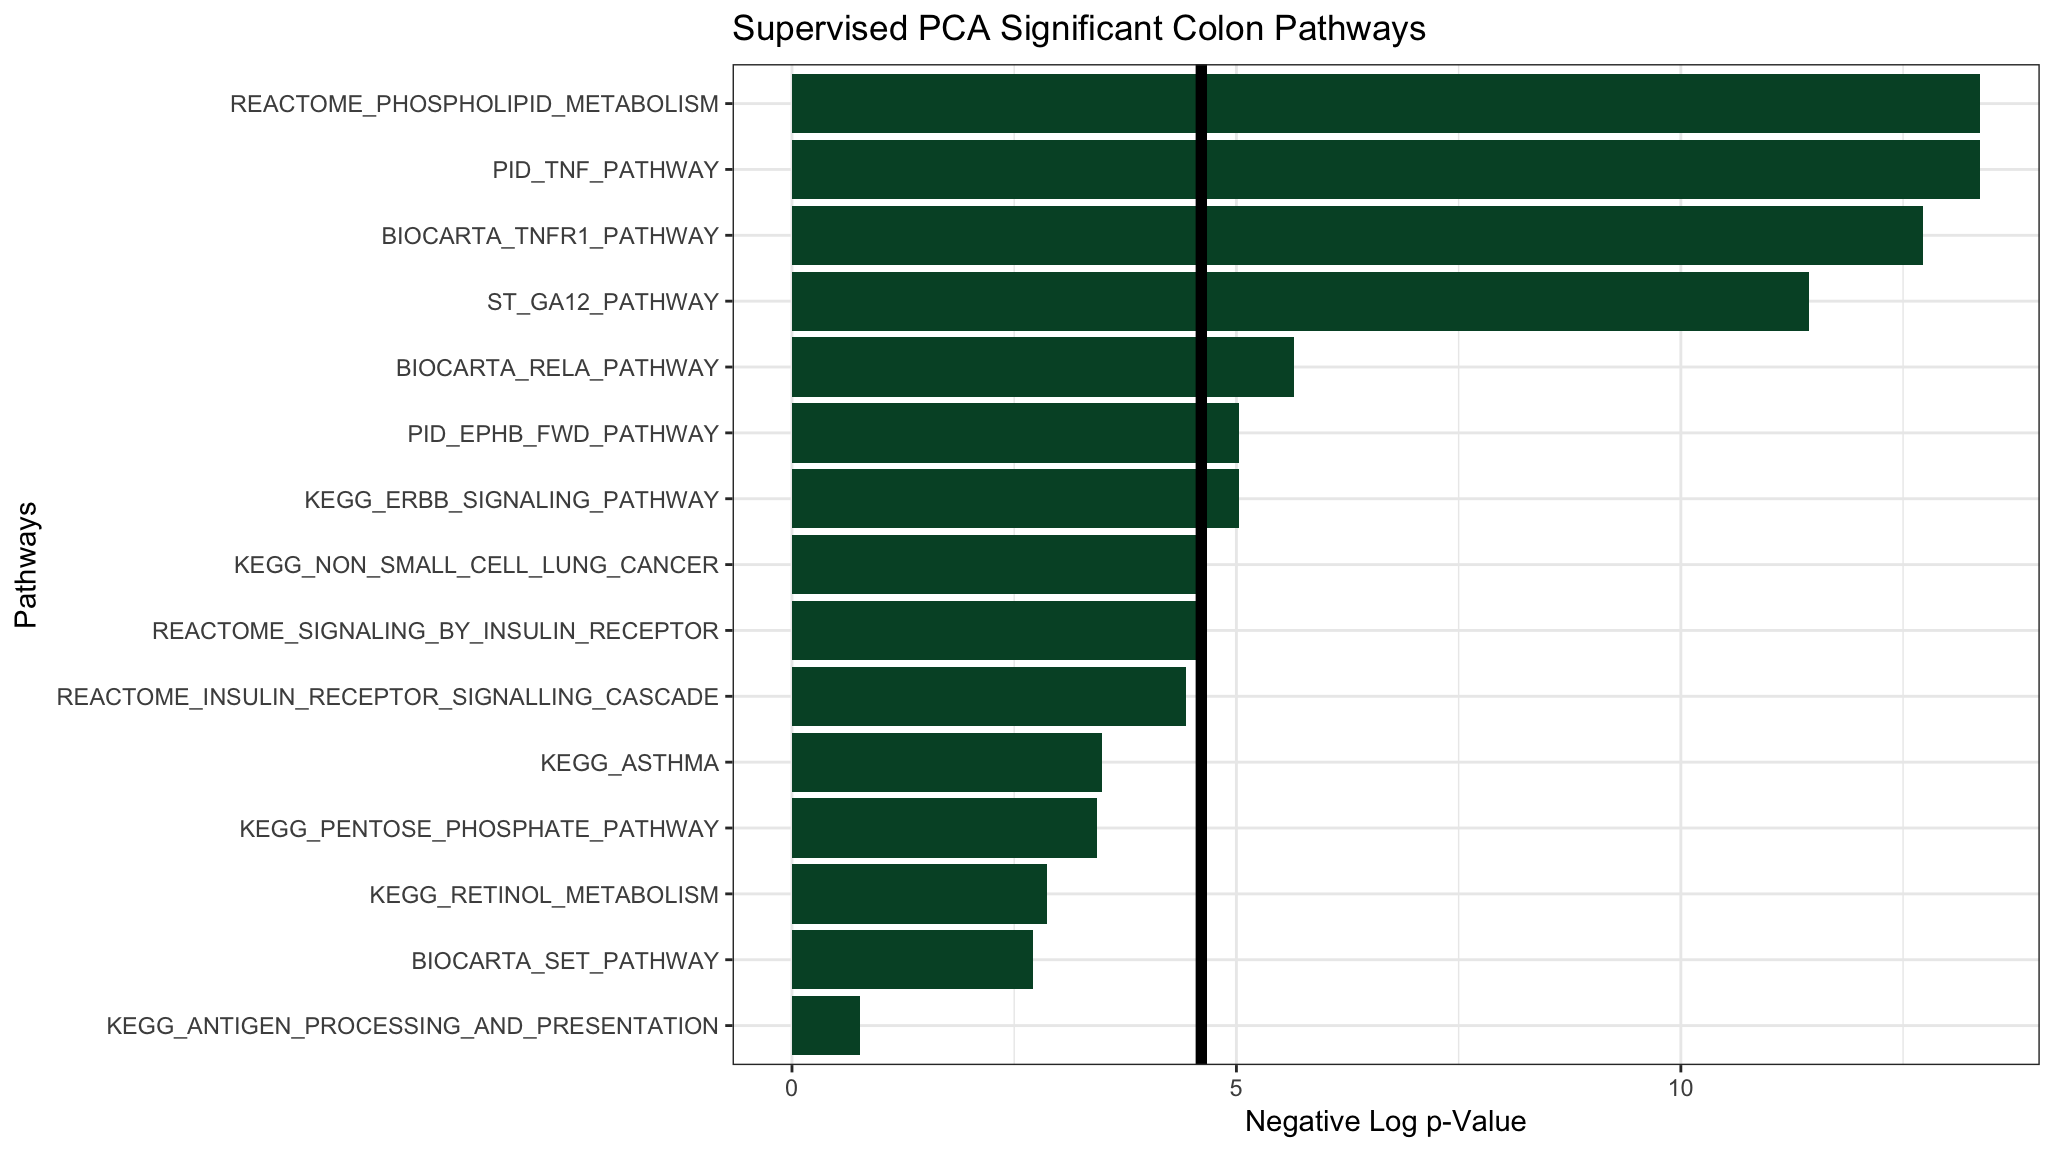 Supervised PCA Significant Colon Pathways
REACTOME_PHOSPHOLIPID_METABOLISM
PID_TNF_PATHWAY
BIOCARTA_TNFR1_PATHWAY
ST_GA12_PATHWAY
BIOCARTA_RELA_PATHWAY
PID_EPHB_FWD_PATHWAY
KEGG_ERBB_SIGNALING_PATHWAY
KEGG_NON_SMALL_CELL_LUNG_CANCER
REACTOME_SIGNALING_BY_INSULIN_RECEPTOR
REACTOME_INSULIN_RECEPTOR_SIGNALLING_CASCADE
KEGG_ASTHMA
KEGG_PENTOSE_PHOSPHATE_PATHWAY
KEGG_RETINOL_METABOLISM
BIOCARTA_SET_PATHWAY
KEGG_ANTIGEN_PROCESSING_AND_PRESENTATION
Pathways
0 5 10
Negative Log p-Value